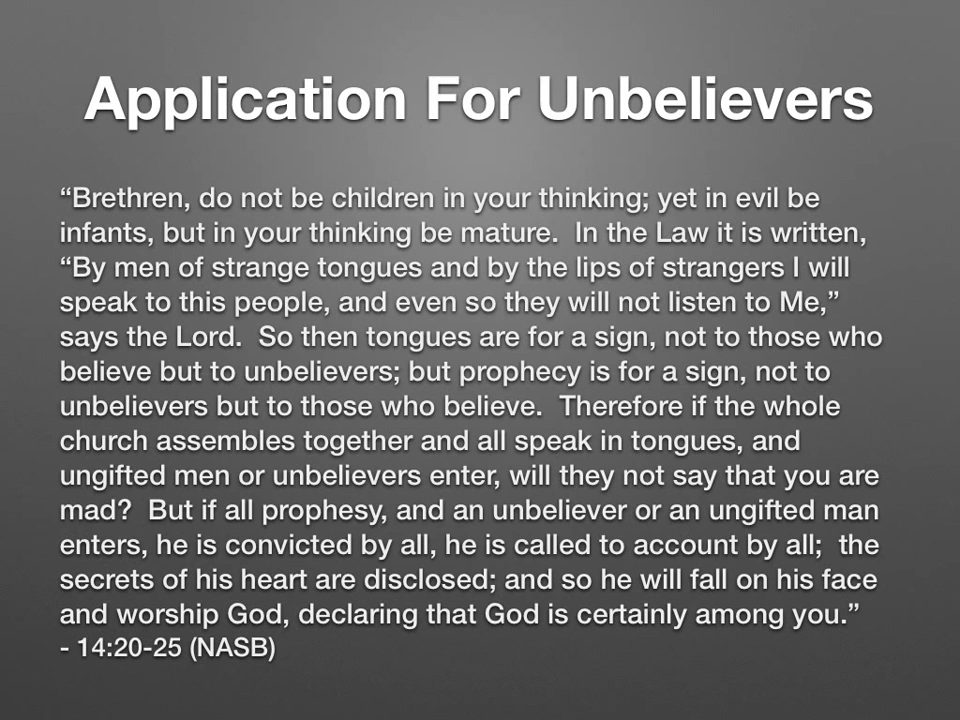 Application For Unbelievers
“Brethren, do not be children in your thinking; yet in evil be
infants, but in your thinking be mature.  In the Law it is written,
“By men of strange tongues and by the lips of strangers I will
speak to this people, and even so they will not listen to Me,”
says the Lord.  So then tongues are for a sign, not to those who
believe but to unbelievers; but prophecy is for a sign, not to
unbelievers but to those who believe.  Therefore if the whole
church assembles together and all speak in tongues, and
ungifted men or unbelievers enter, will they not say that you are
mad?  But if all prophesy, and an unbeliever or an ungifted man
enters, he is convicted by all, he is called to account by all;  the
secrets of his heart are disclosed; and so he will fall on his face
and worship God, declaring that God is certainly among you.”
- 14:20-25 (NASB)